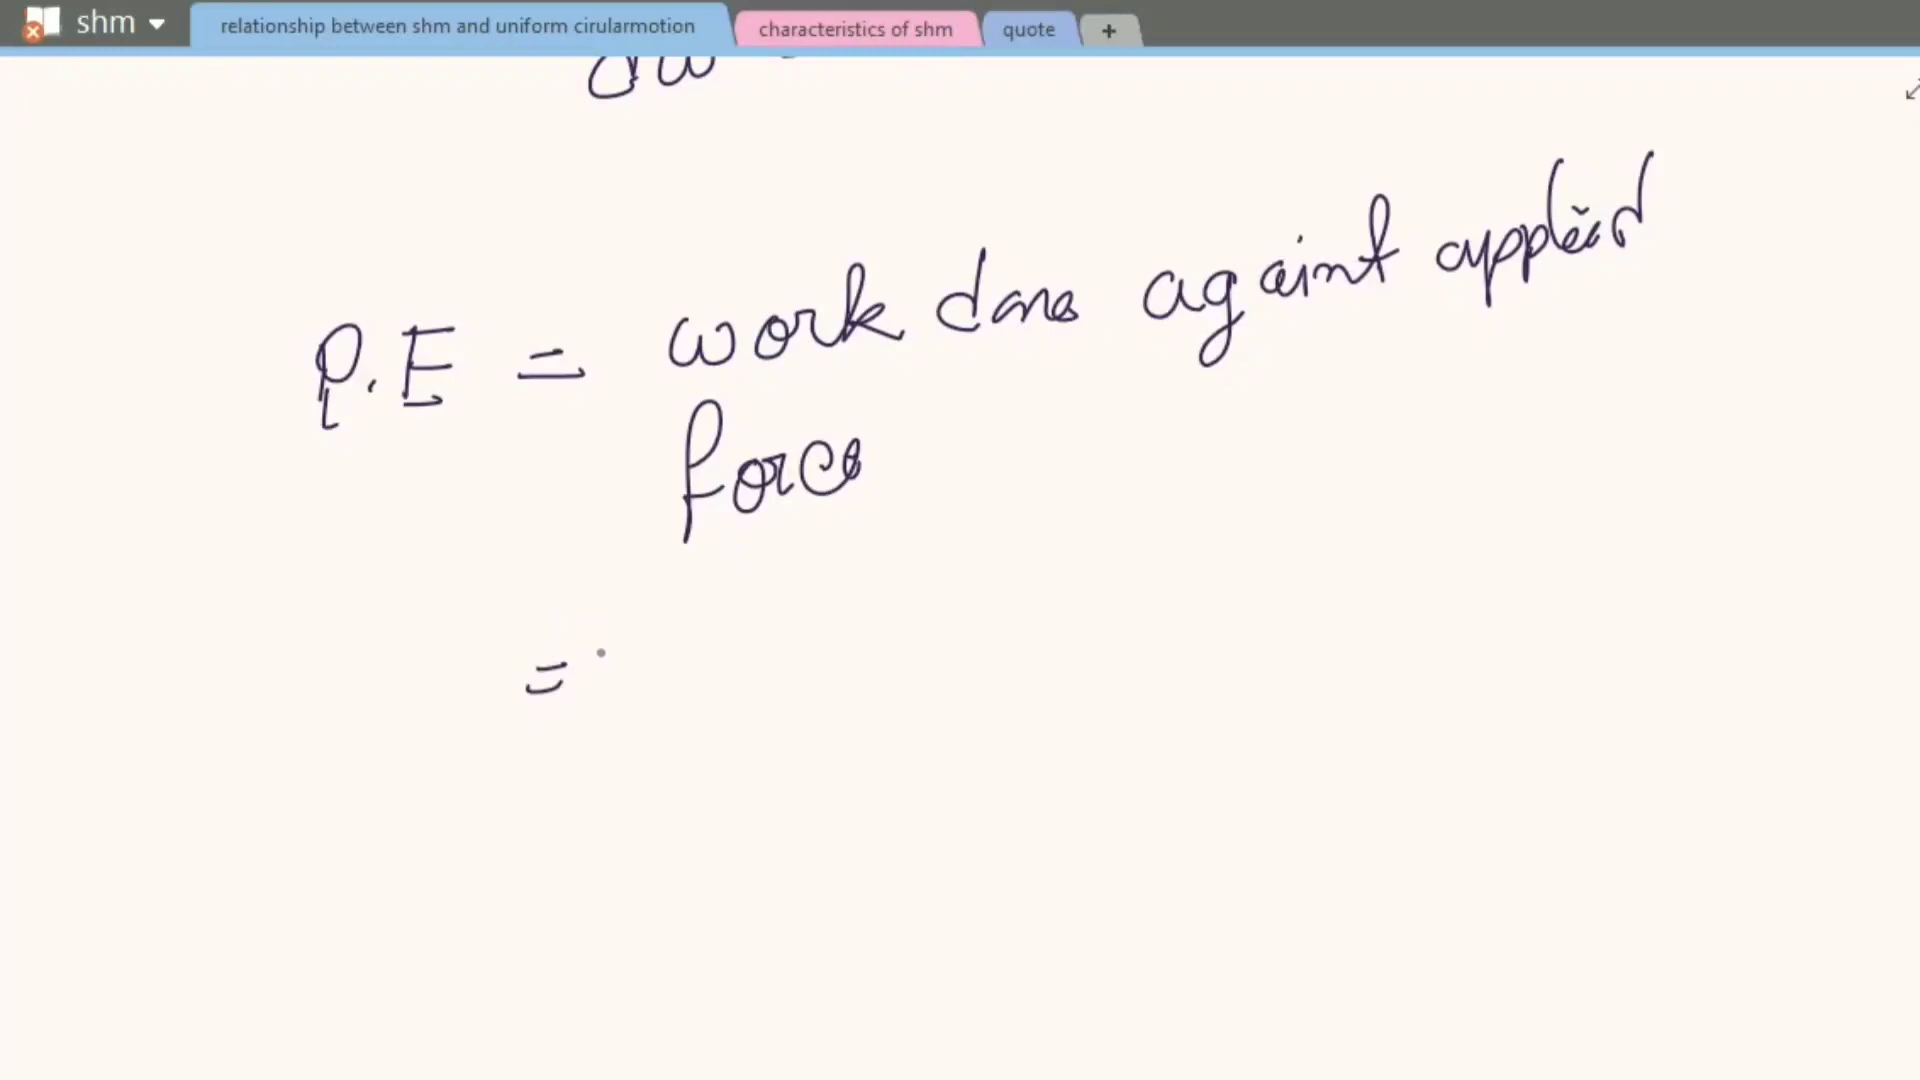 shm
relationship between shm and uniform cirularmotion
characteristics of shm
quote
+
P.E = work done againt applied
force
=